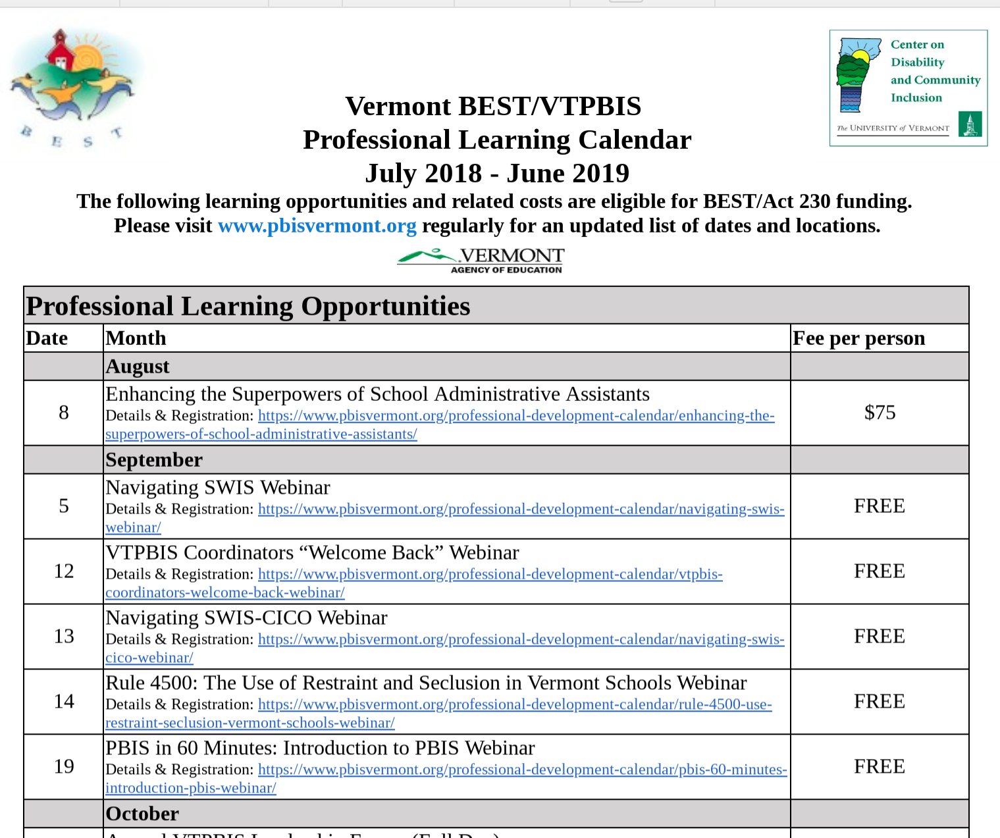 B E S T
Center on
Disability
and Community
Inclusion
The UNIVERSITY of VERMONT
Vermont BEST/VTPBIS
Professional Learning Calendar
July 2018 - June 2019
The following learning opportunities and related costs are eligible for BEST/Act 230 funding.
Please visit www.pbisvermont.org regularly for an updated list of dates and locations.
VERMONT
AGENCY OF EDUCATION
Professional Learning Opportunities
Date Month Fee per person
August
Enhancing the Superpowers of School Administrative Assistants
8 Details & Registration: https://www.pbisvermont.org/professional-development-calendar/enhancing-the- $75
superpowers-of-school-administrative-assistants/
September
Navigating SWIS Webinar
5 Details & Registration: https://www.pbisvermont.org/professional-development-calendar/navigating-swis- FREE
webinar/
VTPBIS Coordinators “Welcome Back” Webinar
12 Details & Registration: https://www.pbisvermont.org/professional-development-calendar/vtpbis- FREE
coordinators-welcome-back-webinar/
Navigating SWIS-CICO Webinar
13 Details & Registration: https://www.pbisvermont.org/professional-development-calendar/navigating-swis- FREE
cico-webinar/
Rule 4500: The Use of Restraint and Seclusion in Vermont Schools Webinar
14 Details & Registration: https://www.pbisvermont.org/professional-development-calendar/rule-4500-use- FREE
restraint-seclusion-vermont-schools-webinar/
PBIS in 60 Minutes: Introduction to PBIS Webinar
19 Details & Registration: https://www.pbisvermont.org/professional-development-calendar/pbis-60-minutes- FREE
introduction-pbis-webinar/
October